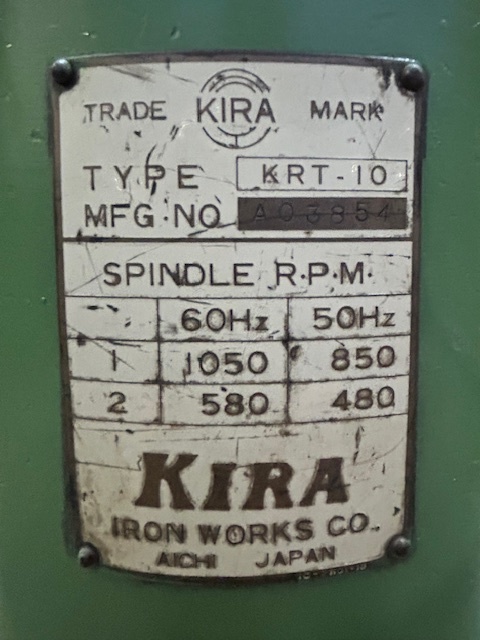 TRADE KIRA MARK
TYPE KRT-10
MFG·NO A03854
SPINDLE R·P·M·
60Hz 50Hz
1 1050 850
2 580 480
KIRA
IRON WORKS CO.
AICHI JAPAN